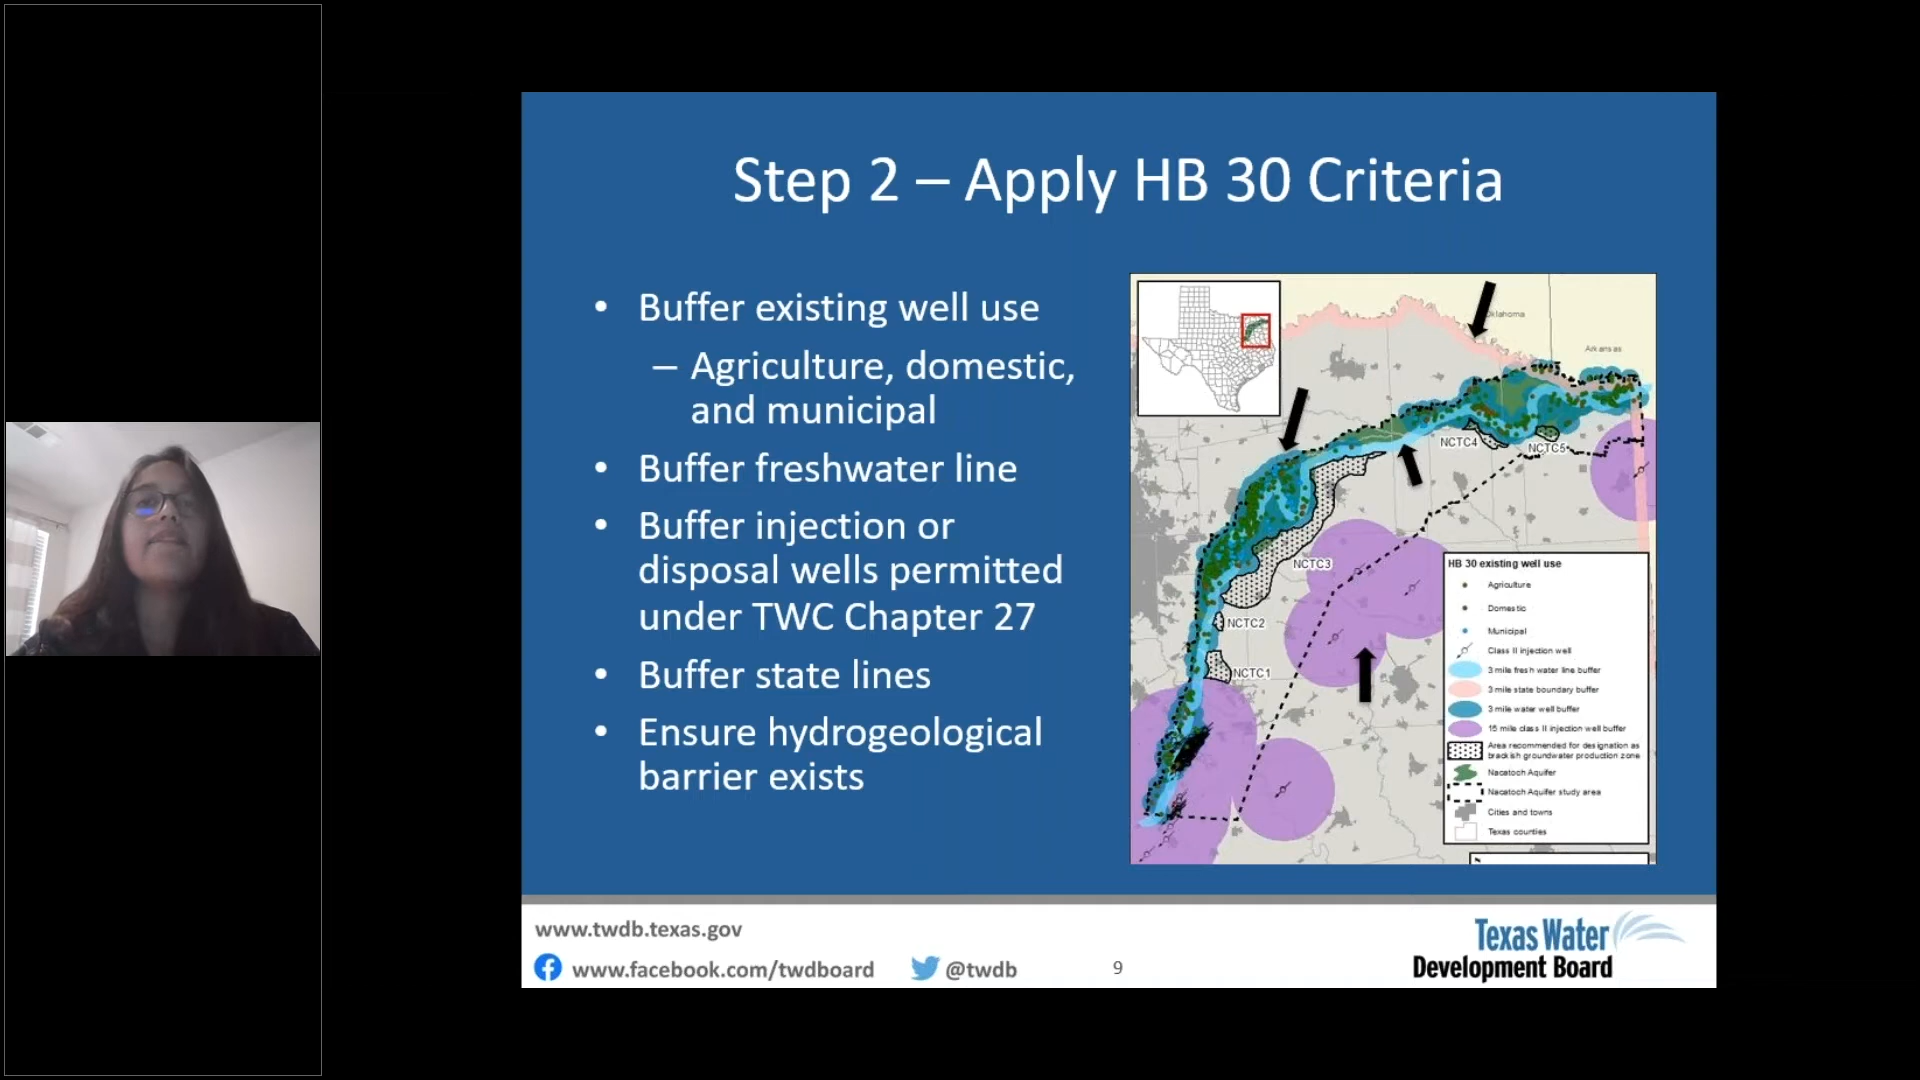 Step 2 – Apply HB 30 Criteria
• Buffer existing well use
– Agriculture, domestic,
and municipal
• Buffer freshwater line
• Buffer injection or
disposal wells permitted
under TWC Chapter 27
• Buffer state lines
• Ensure hydrogeological
barrier exists
Oklahoma
Arkansas
NCTC4
NCTC5
NCTC3
NCTC2
NCTC1
HB 30 existing well use
Agriculture
Domestic
Municipal
Class II injection well
3 mile fresh water line buffer
3 mile state boundary buffer
3 mile water well buffer
15 mile class II injection well buffer
Area recommended for designation as
brackish groundwater production zone
Nacatoch Aquifer
Nacatoch Aquifer study area
Cities and towns
Texas counties
www.twdb.texas.gov
www.facebook.com/twdboard
@twdb
9
Texas Water
Development Board